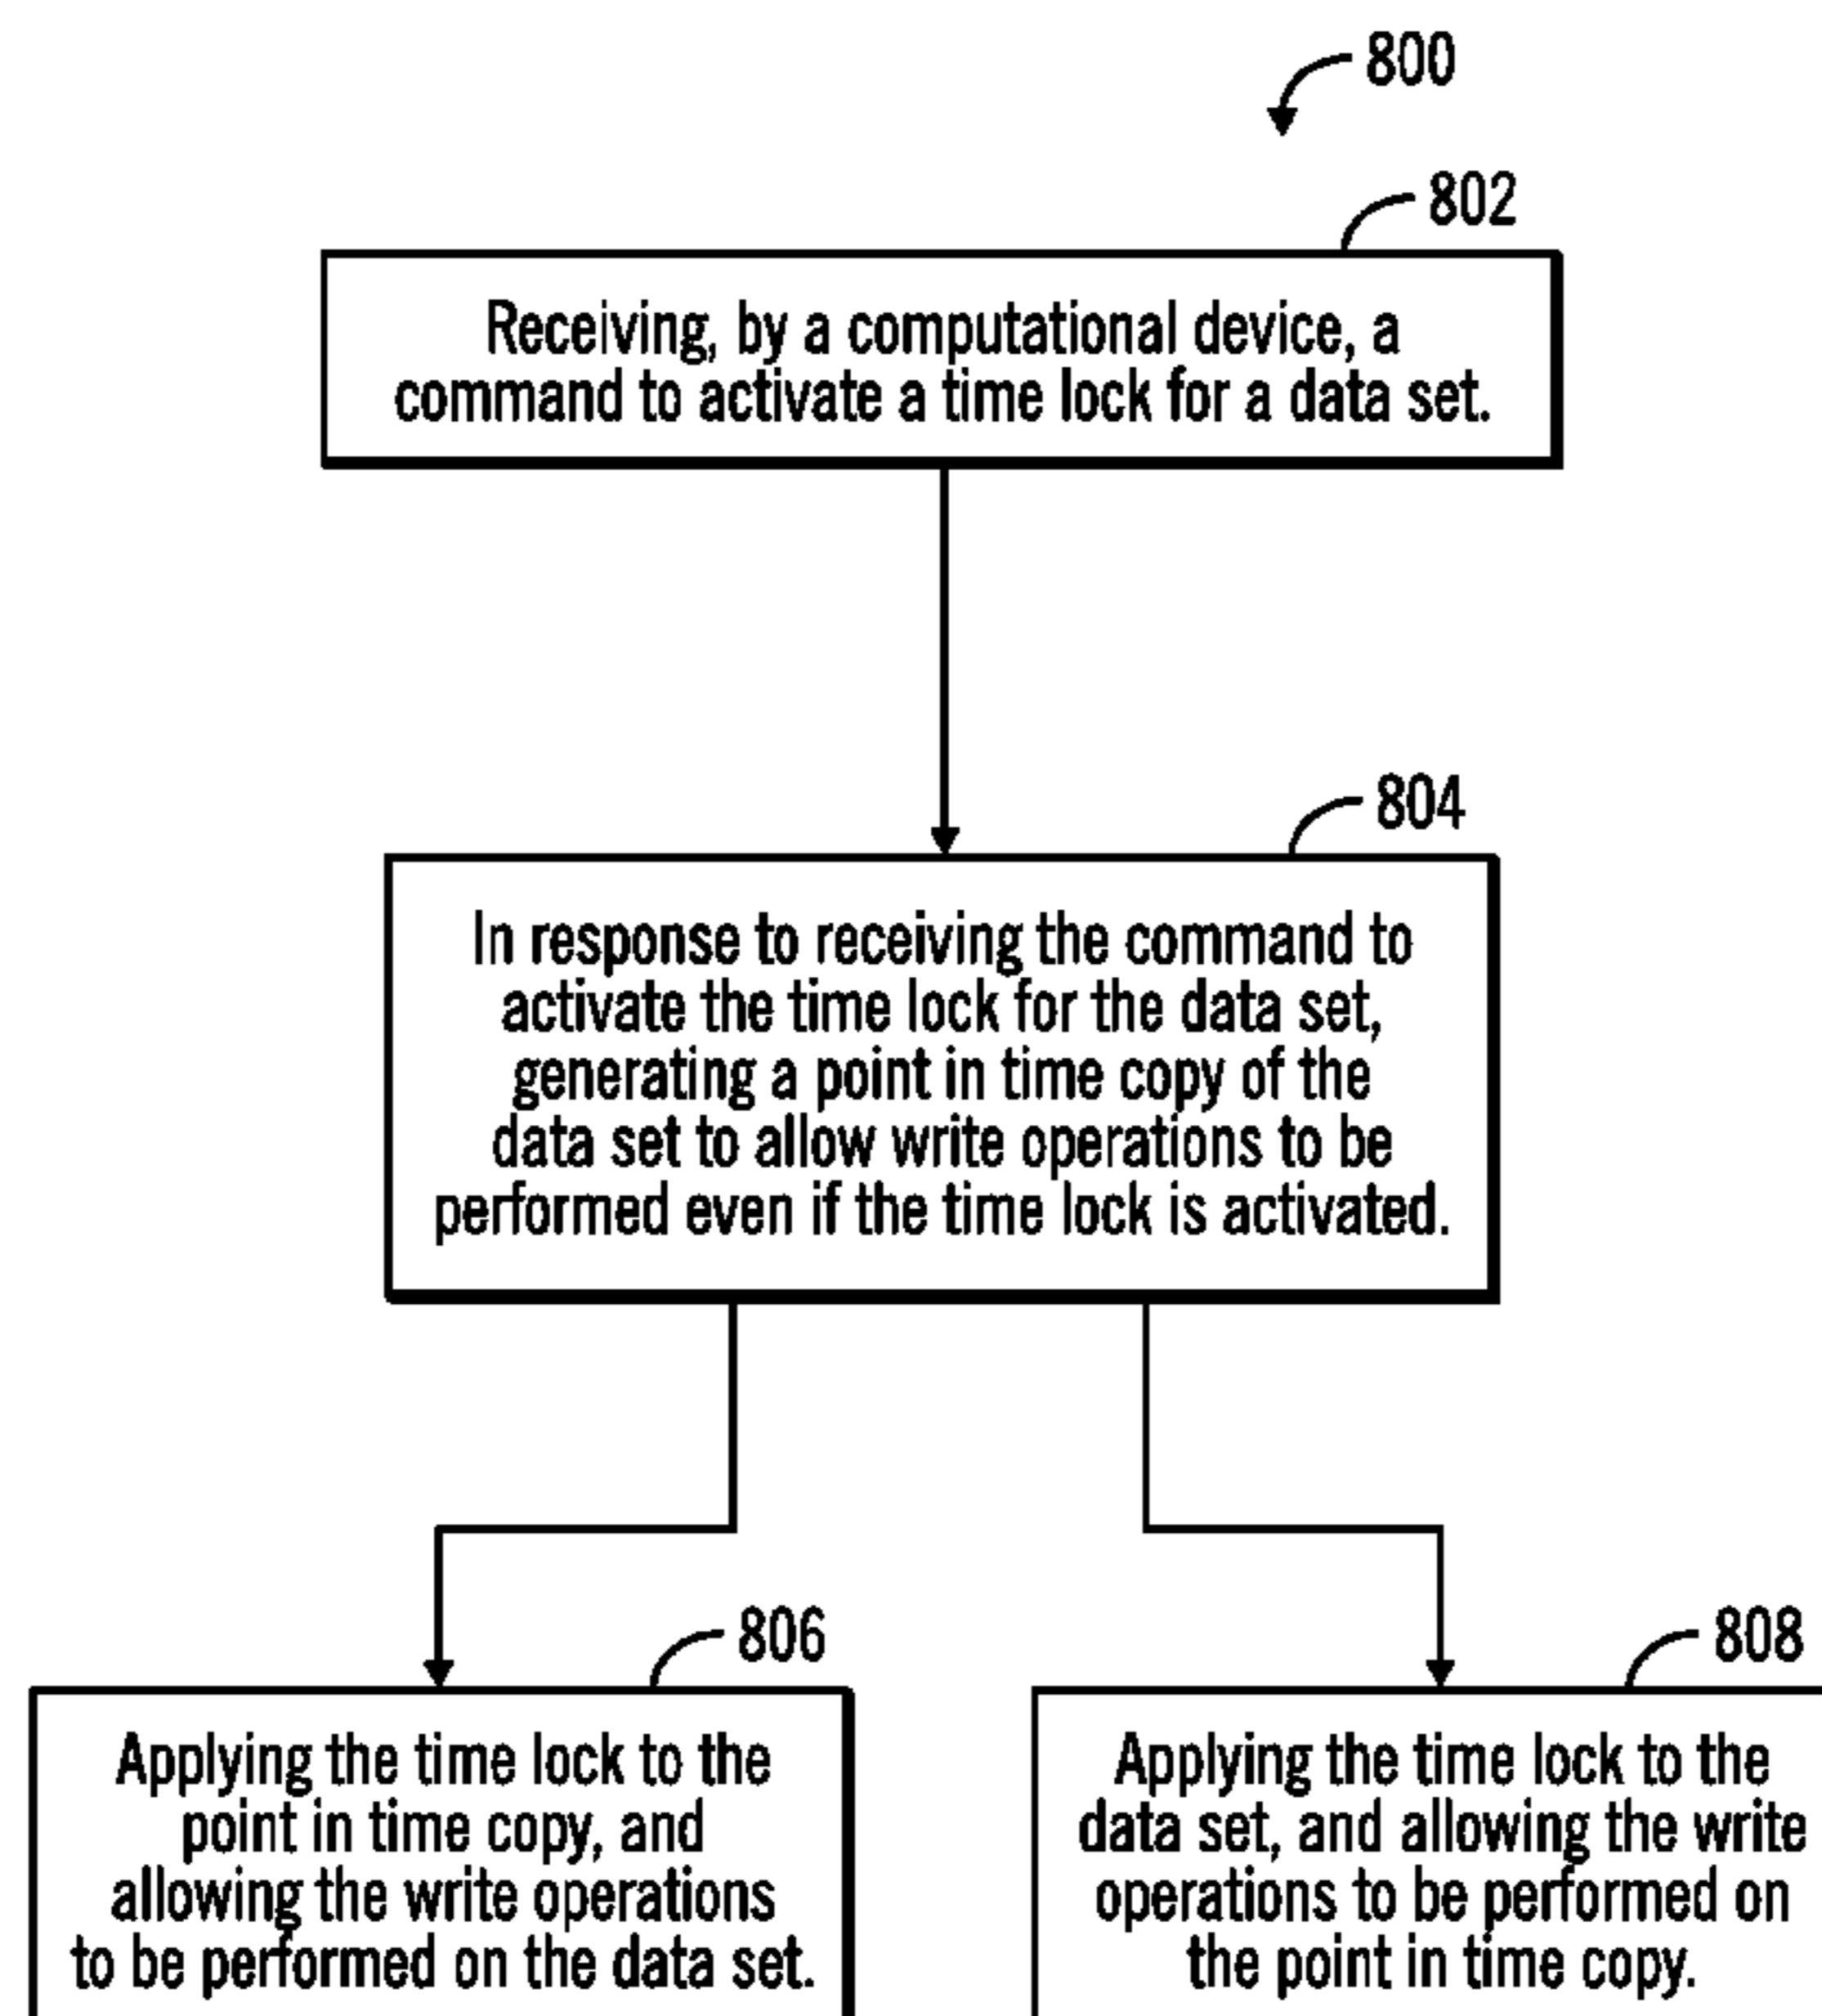 800
802
Receiving, by a computational device, a
command to activate a time lock for a data set.
804
In response to receiving the command to
activate the time lock for the data set,
generating a point in time copy of the
data set to allow write operations to be
performed even if the time lock is activated.
806
Applying the time lock to the
point in time copy, and
allowing the write operations
to be performed on the data set.
808
Applying the time lock to the
data set, and allowing the write
operations to be performed on
the point in time copy.